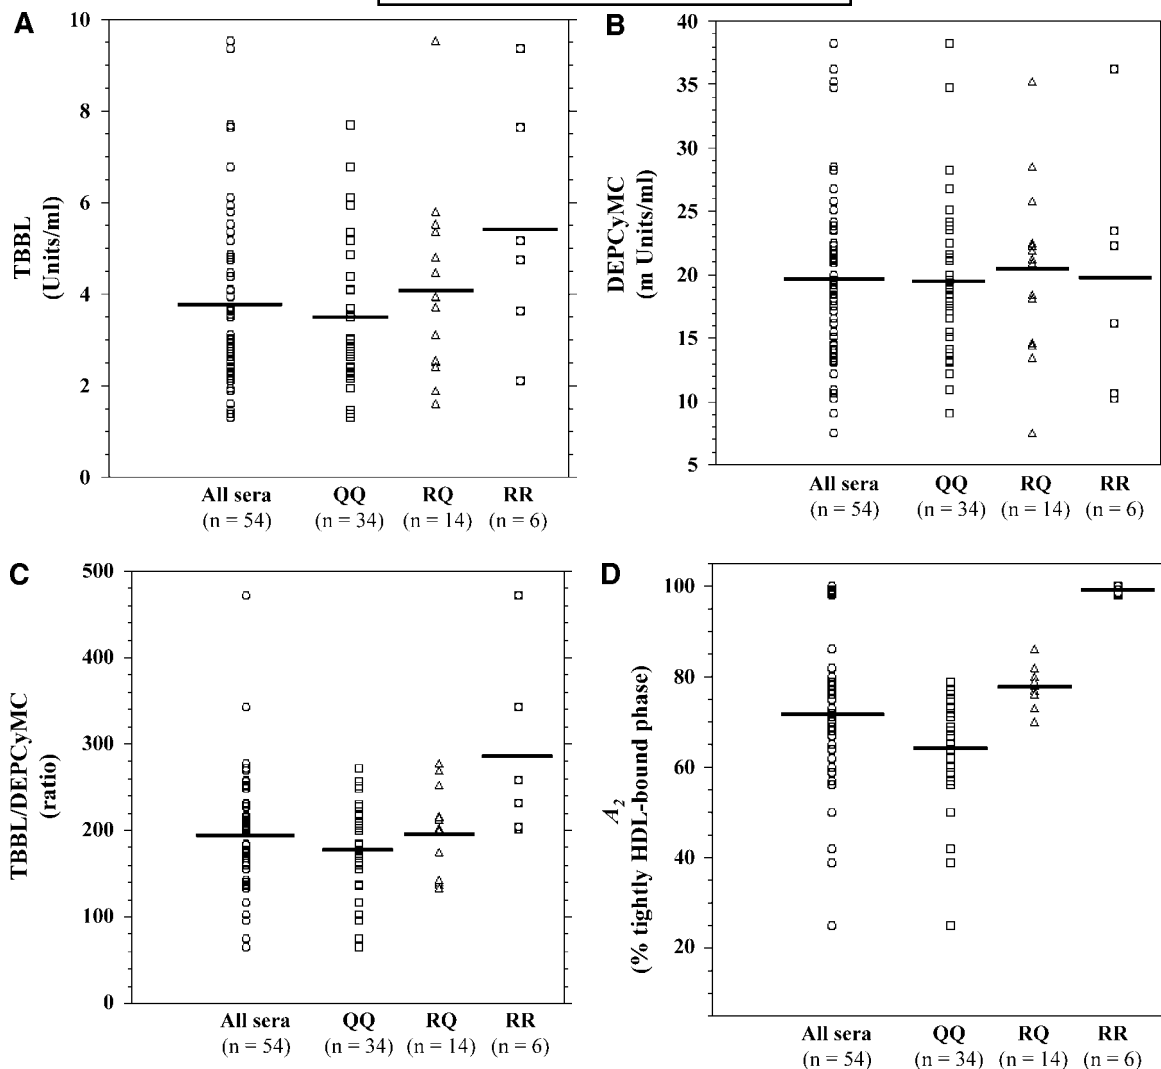 A
TBBL
(Units/ml)
10
8
6
4
2
0
All sera
QQ
RQ
RR
(n = 54)
(n = 34)
(n = 14)
(n = 6)
B
DEPCyMC
(m Units/ml)
40
35
30
25
20
15
10
5
All sera
QQ
RQ
RR
(n = 54)
(n = 34)
(n = 14)
(n = 6)
C
TBBL/DEPCyMC
(ratio)
500
400
300
200
100
0
All sera
QQ
RQ
RR
(n = 54)
(n = 34)
(n = 14)
(n = 6)
D
A2
(% tightly HDL-bound phase)
100
80
60
40
20
All sera
QQ
RQ
RR
(n = 54)
(n = 34)
(n = 14)
(n = 6)